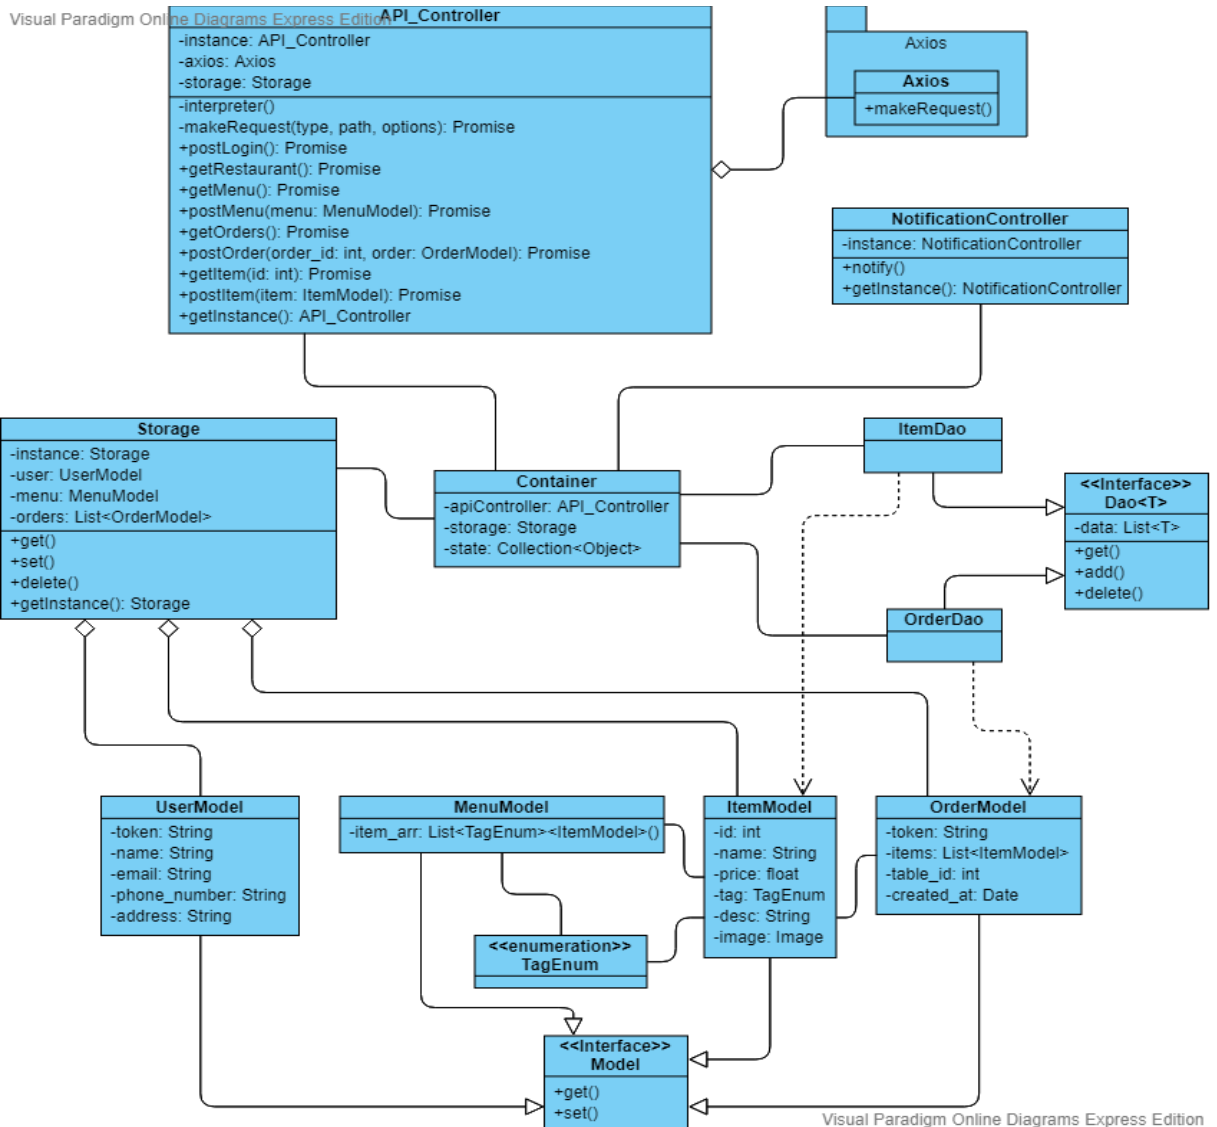 Visual Paradigm Online Diagrams Express Edition
API_Controller
-instance: API_Controller
-axios: Axios
-storage: Storage
-interpreter()
-makeRequest(type, path, options): Promise
+postLogin(): Promise
+getRestaurant(): Promise
+getMenu(): Promise
+postMenu(menu: MenuModel): Promise
+getOrders(): Promise
+postOrder(order_id: int, order: OrderModel): Promise
+getItem(id: int): Promise
+postItem(item: ItemModel): Promise
+getInstance(): API_Controller
Axios
Axios
+makeRequest()
NotificationController
-instance: NotificationController
+notify()
+getInstance(): NotificationController
Storage
-instance: Storage
-user: UserModel
-menu: MenuModel
-orders: List<OrderModel>
+get()
+set()
+delete()
+getInstance(): Storage
Container
-apiController: API_Controller
-storage: Storage
-state: Collection<Object>
ItemDao
<<Interface>>
Dao<T>
-data: List<T>
+get()
+add()
+delete()
OrderDao
UserModel
-token: String
-name: String
-email: String
-phone_number: String
-address: String
MenuModel
-item_arr: List<TagEnum><ItemModel>()
ItemModel
-id: int
-name: String
-price: float
-tag: TagEnum
-desc: String
-image: Image
OrderModel
-token: String
-items: List<ItemModel>
-table_id: int
-created_at: Date
<<enumeration>>
TagEnum
<<Interface>>
Model
+get()
+set()
Visual Paradigm Online Diagrams Express Edition